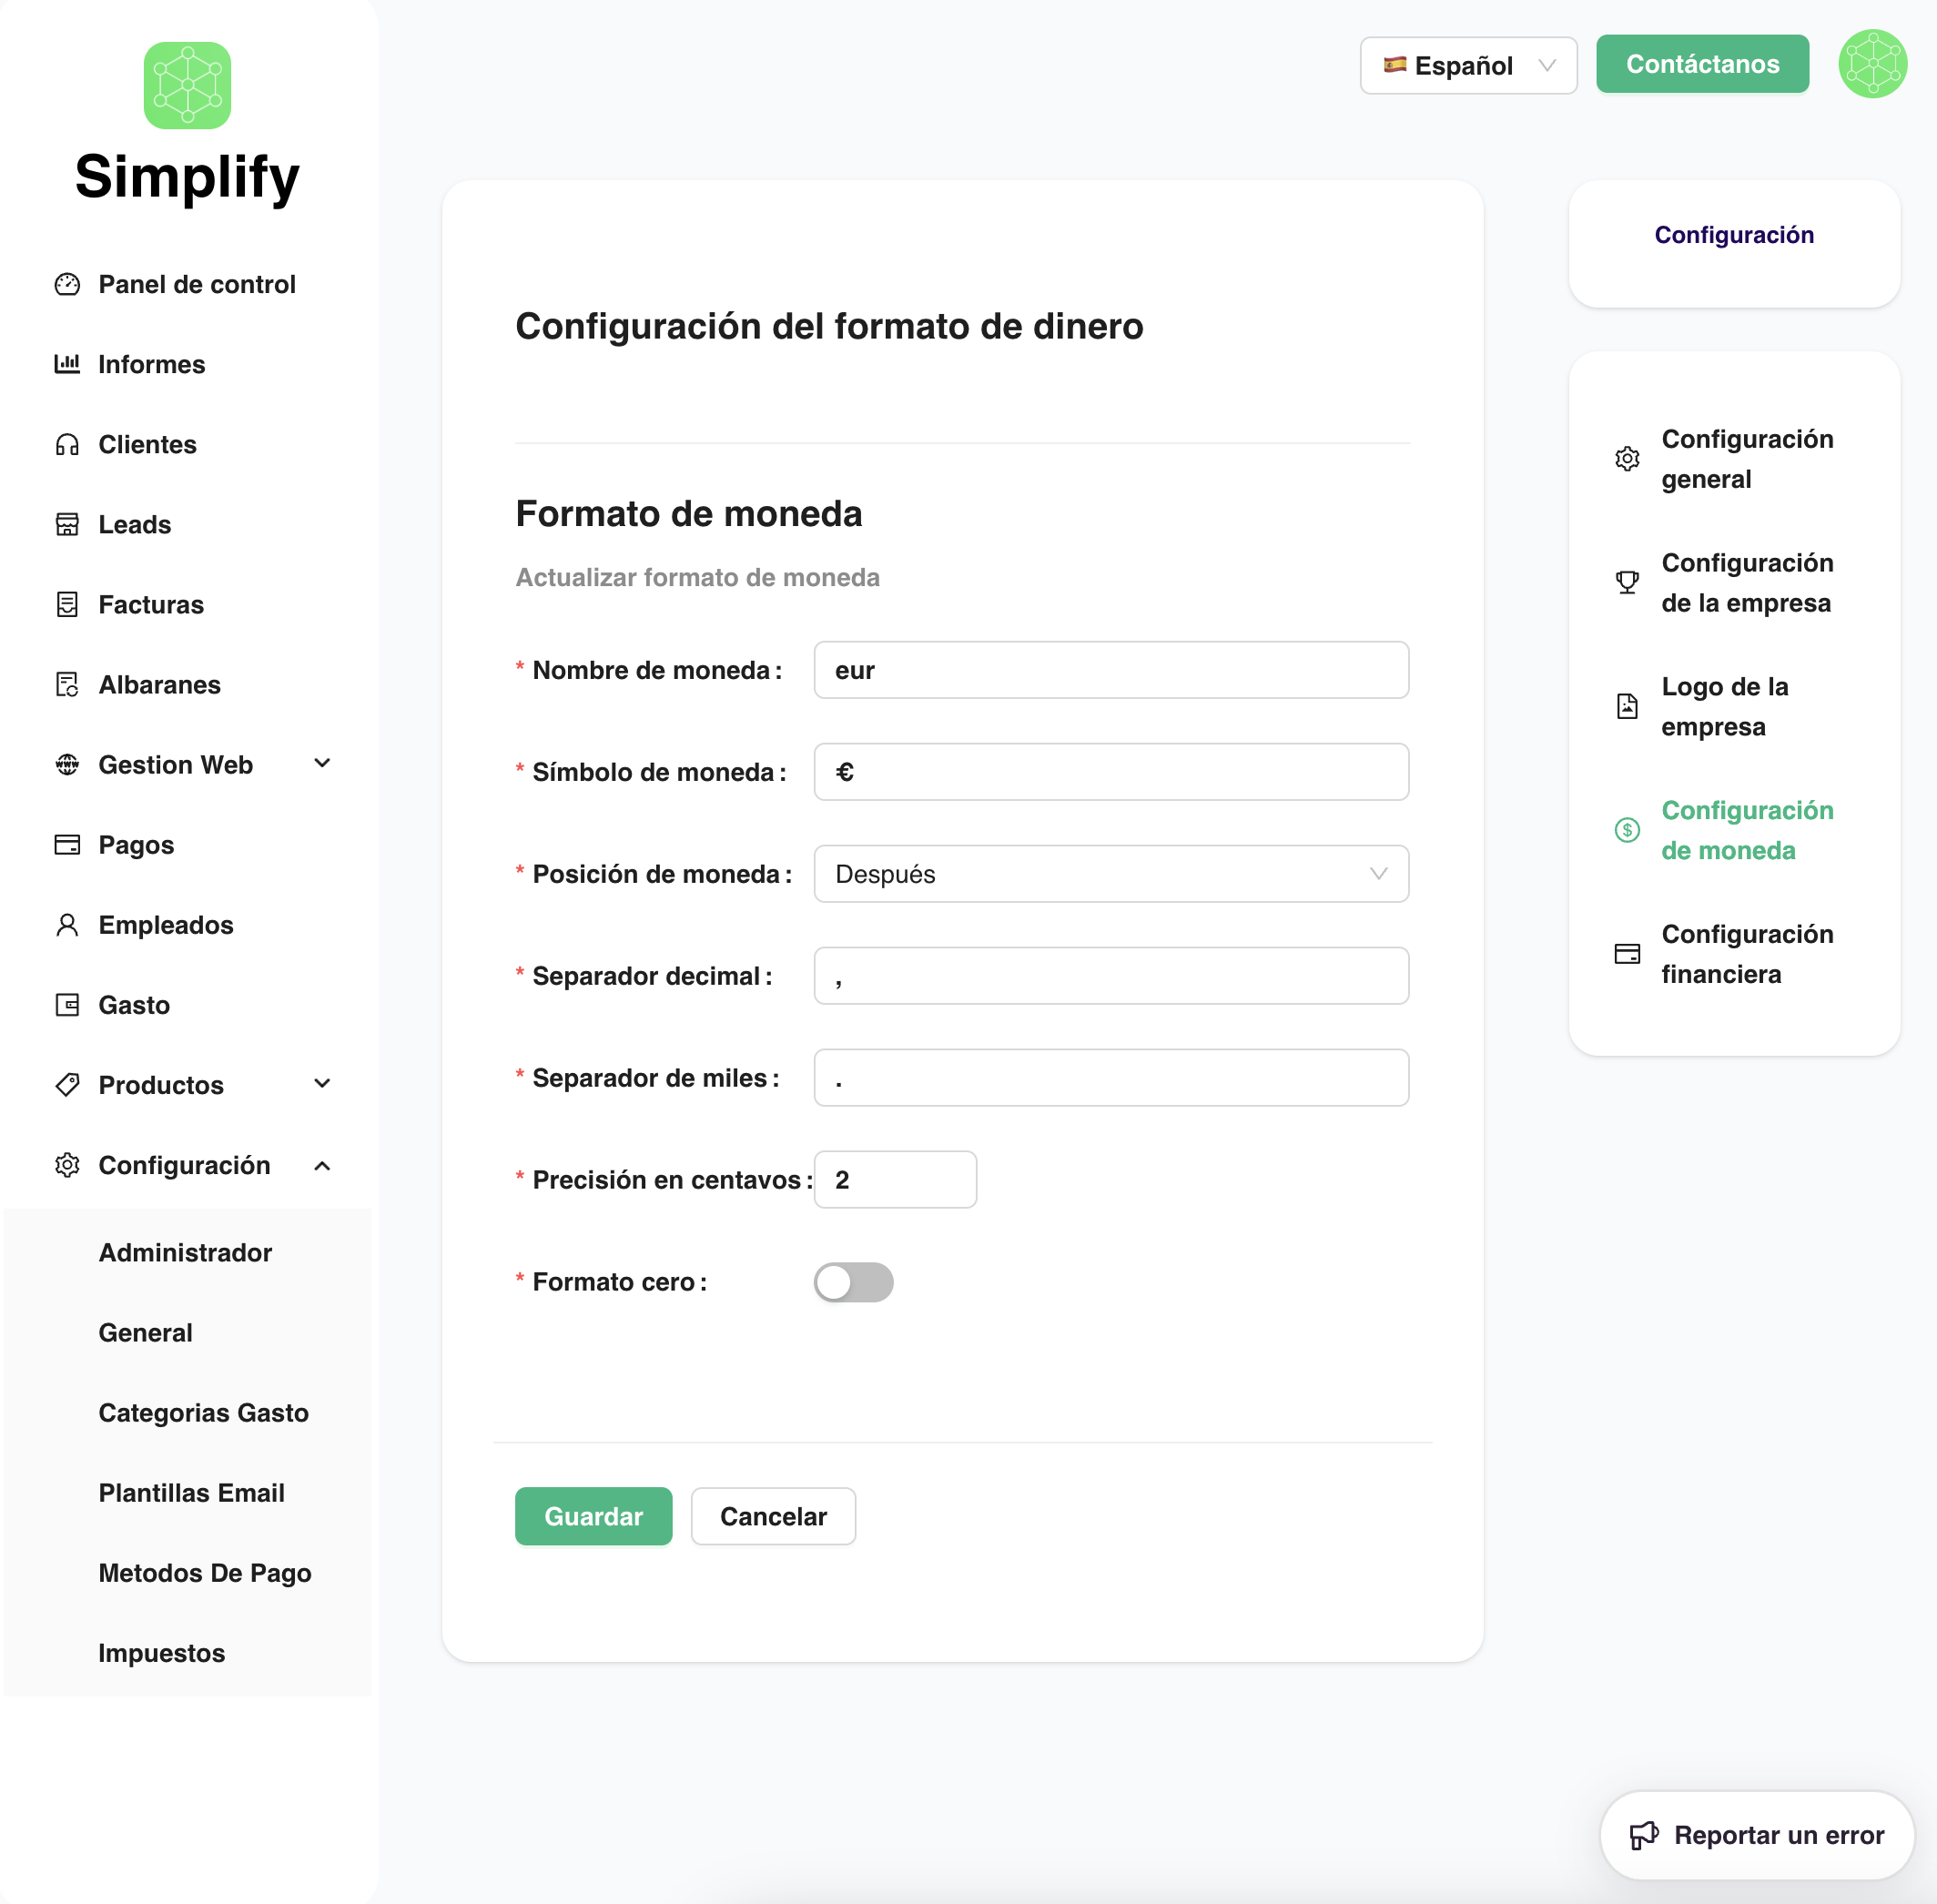 Simplify
Panel de control
Informes
Clientes
Leads
Facturas
Albaranes
Gestion Web
Pagos
Empleados
Gasto
Productos
Configuración
Administrador
General
Categorias Gasto
Plantillas Email
Metodos De Pago
Impuestos
Español
Contáctanos
Configuración del formato de dinero
Formato de moneda
Actualizar formato de moneda
* Nombre de moneda: eur
* Símbolo de moneda: €
* Posición de moneda: Después
* Separador decimal: ,
* Separador de miles: .
* Precisión en centavos: 2
* Formato cero:
Guardar Cancelar
Configuración
Configuración
general
Configuración
de la empresa
Logo de la
empresa
$
Configuración
de moneda
Configuración
financiera
Reportar un error